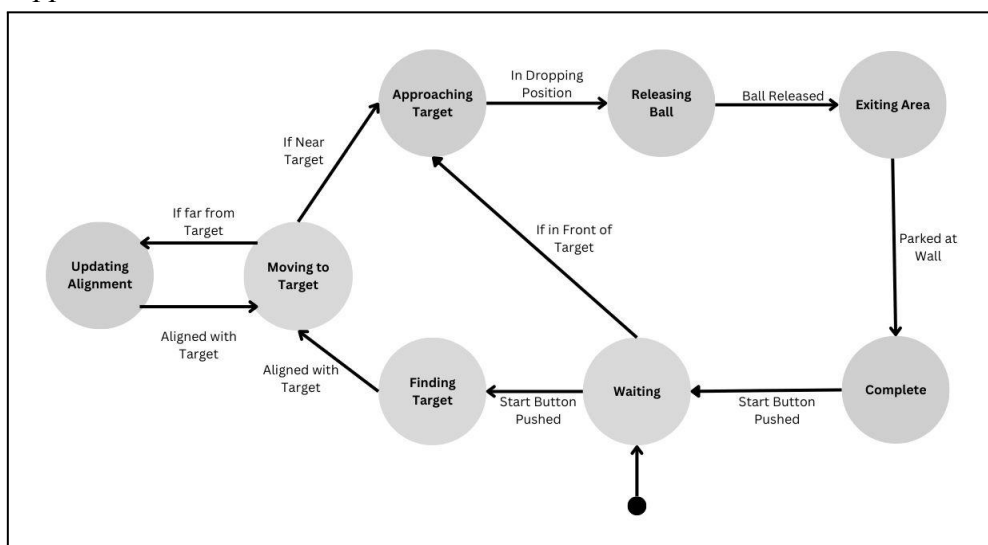 In Dropping
Position
Approaching
Target
Releasing
Ball
Ball Released
Exiting Area
If Near
Target
If far from
Target
If in Front of
Target
Parked at
Wall
Updating
Alignment
Moving to
Target
Aligned with
Target
Aligned with
Target
Finding
Target
Start Button
Pushed
Waiting
Start Button
Pushed
Complete